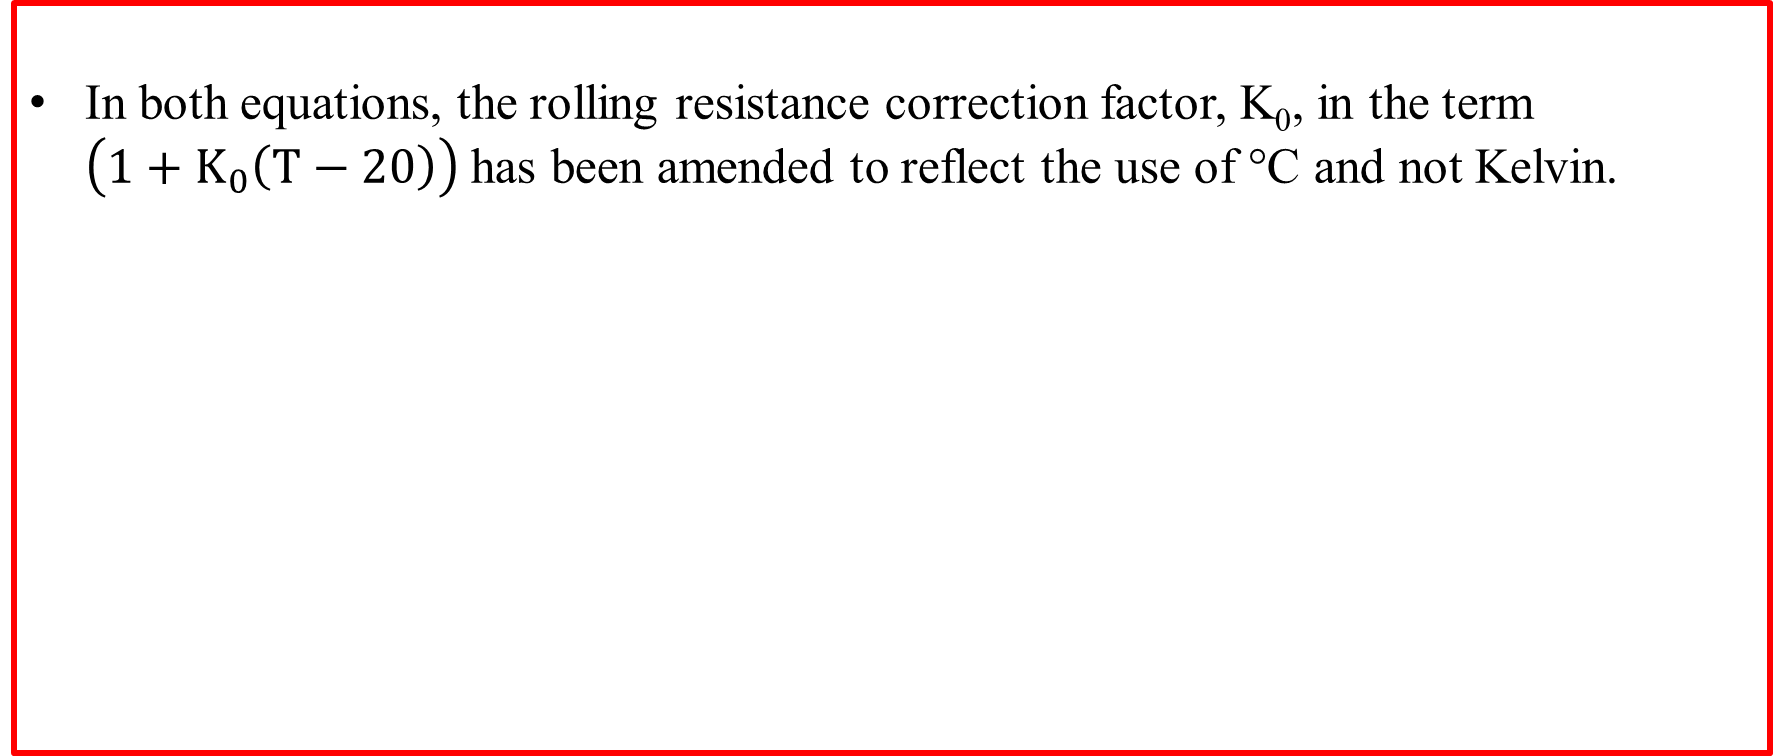 • In both equations, the rolling resistance correction factor, K₀, in the term
(1 + K₀(T − 20)) has been amended to reflect the use of °C and not Kelvin.